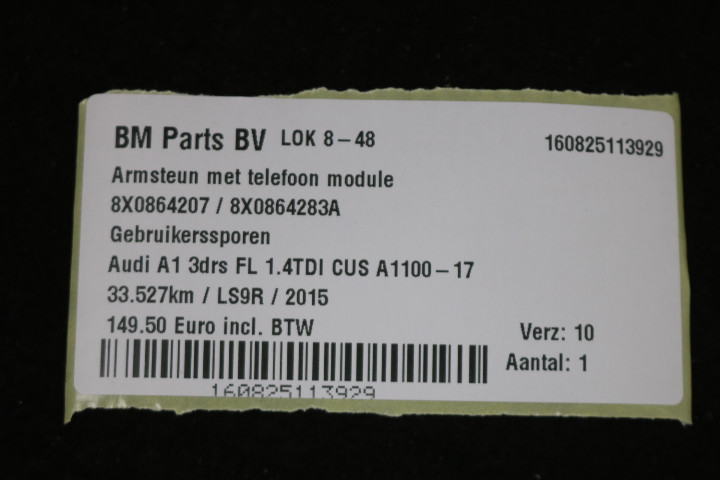 BM Parts BV LOK 8-48 160825113929
Armsteun met telefoon module
8X0864207 / 8X0864283A
Gebruikerssporen
Audi A1 3drs FL 1.4TDI CUS A1100-17
33.527km / LS9R / 2015
149.50 Euro incl. BTW
Verz: 10
Aantal: 1
160825113929